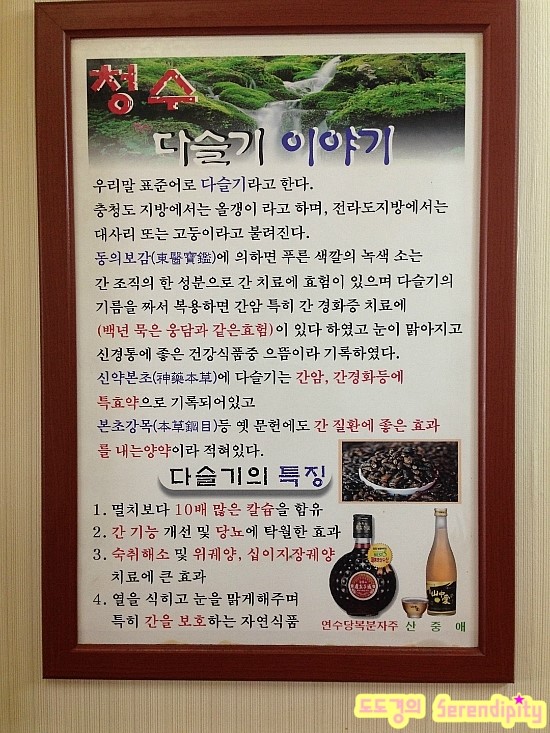 청수
다슬기 이야기
우리말 표준어로 다슬기라고 한다.
충청도 지방에서는 올갱이 라고 하며, 전라도지방에서는
대사리 또는 고둥이라고 불려진다.
동의보감(東醫寶鑑)에 의하면 푸른 색깔의 녹색 소는
간 조직의 한 성분으로 간 치료에 효험이 있으며 다슬기의
기름을 짜서 복용하면 간암 특히 간 경화증 치료에
(백년 묵은 웅담과 같은효험)이 있다 하였고 눈이 맑아지고
신경통에 좋은 건강식품중 으뜸이라 기록하였다.
신약본초(神藥本草)에 다슬기는 간암, 간경화등에
특효약으로 기록되어있고
본초강목(本草鋼目)등 옛 문헌에도 간 질환에 좋은 효과
를 내는양약이라 적혀있다.
다슬기의 특징
1. 멸치보다 10배 많은 칼슘을 함유
2. 간 기능 개선 및 당뇨에 탁월한 효과
3. 숙취해소 및 위궤양, 십이지장궤양
치료에 큰 효과
4. 열을 식히고 눈을 맑게해주며
특히 간을 보호하는 자연식품
연수당복분자주 산 중 애
도도경의 Serendipity